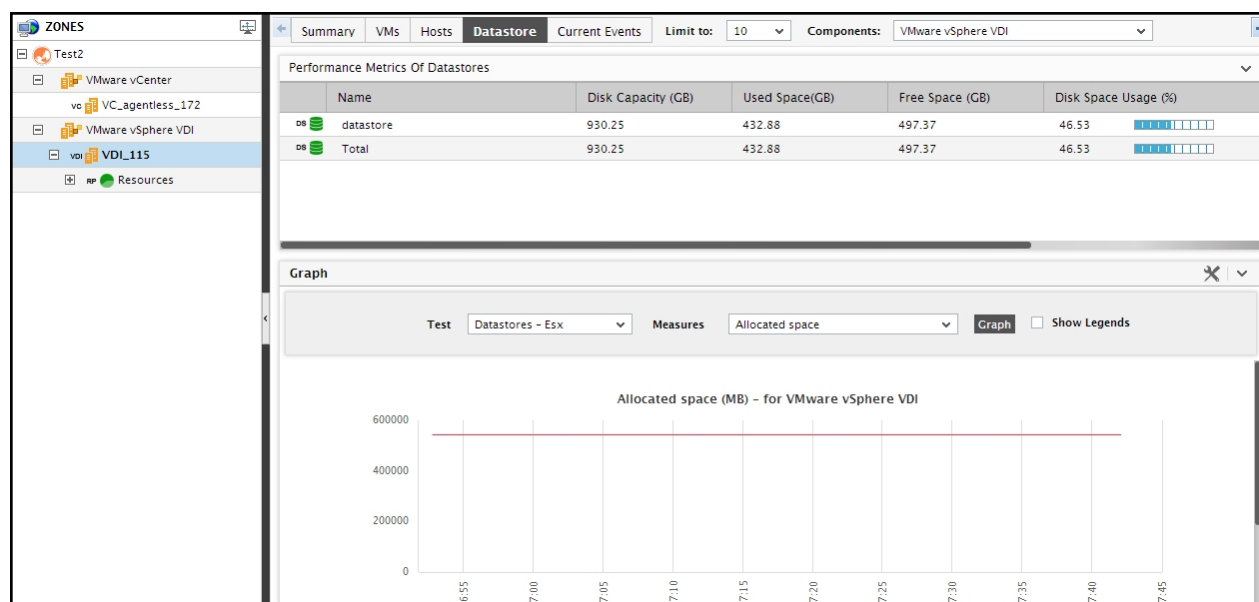 ZONES
Test2
VMware vCenter
VC VC_agentless_172
VMware vSphere VDI
VDI VDI_115
RP Resources
Summary VMs Hosts Datastore Current Events Limit to: 10 Components: VMware vSphere VDI
Performance Metrics Of Datastores
Name Disk Capacity (GB) Used Space(GB) Free Space (GB) Disk Space Usage (%)
DS datastore 930.25 432.88 497.37 46.53
DS Total 930.25 432.88 497.37 46.53
Graph
Test Datastores - Esx Measures Allocated space Graph Show Legends
Allocated space (MB) - for VMware vSphere VDI
600000
400000
200000
0
6:55 7:00 7:05 7:10 7:15 7:20 7:25 7:30 7:35 7:40 7:45